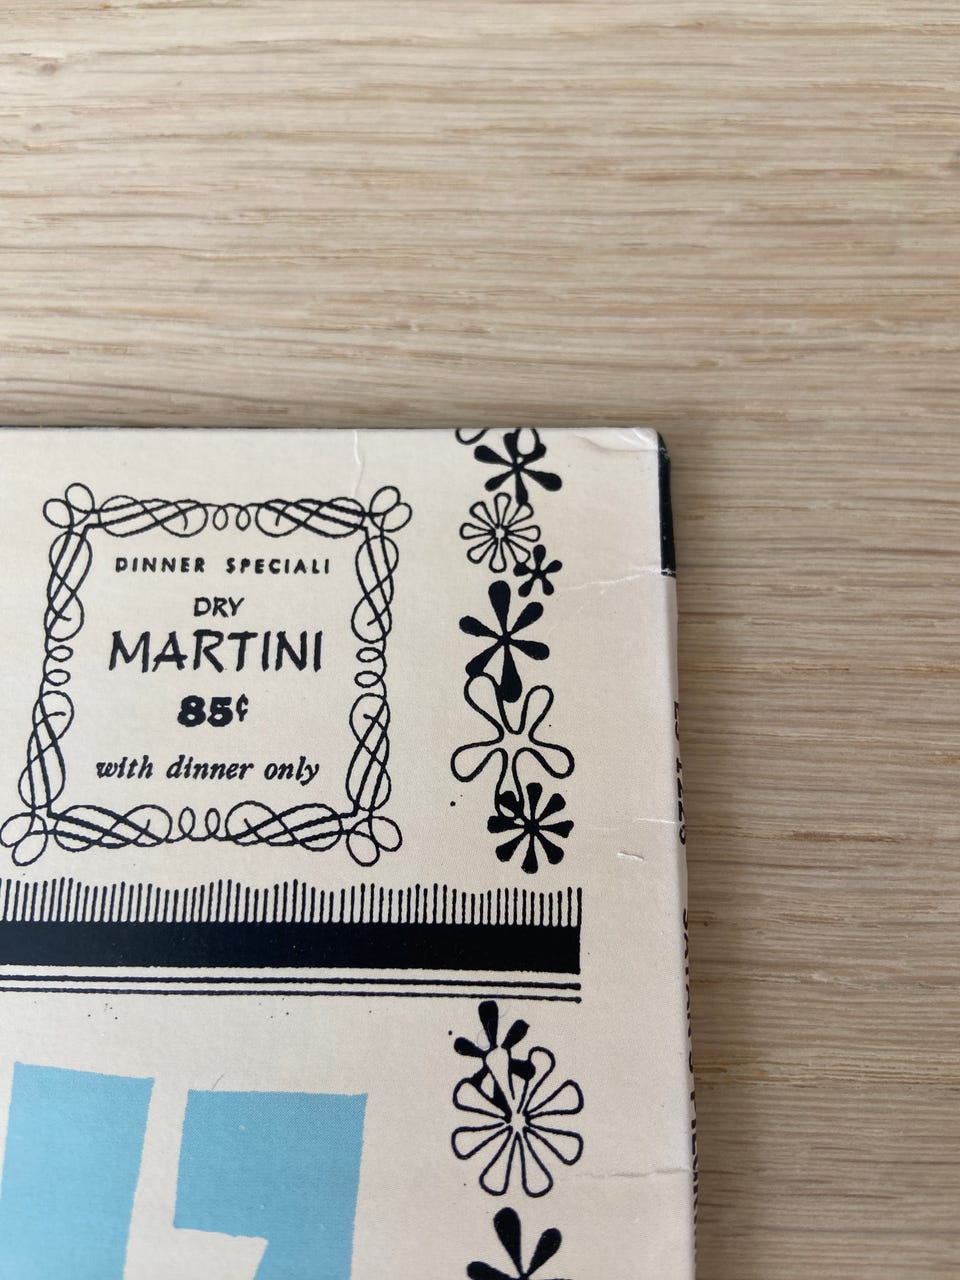 DINNER SPECIALI
DRY
MARTINI
85¢
with dinner only